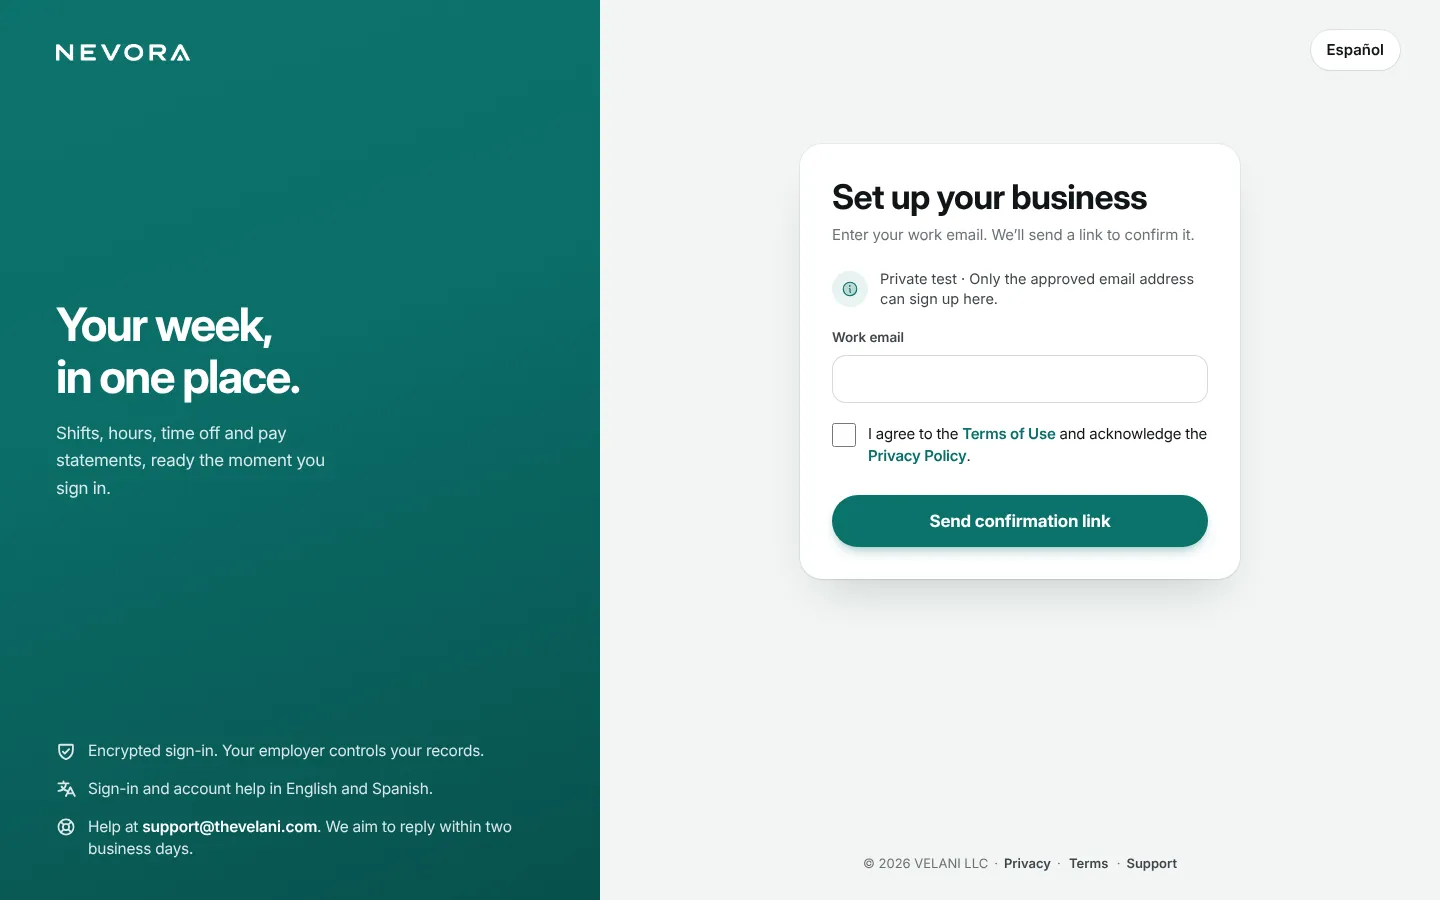 NEVORA
Español
Your week,
in one place.
Shifts, hours, time off and pay
statements, ready the moment you
sign in.
Encrypted sign-in. Your employer controls your records.
Sign-in and account help in English and Spanish.
Help at support@thevelani.com. We aim to reply within two
business days.
Set up your business
Enter your work email. We’ll send a link to confirm it.
Private test · Only the approved email address
can sign up here.
Work email
I agree to the Terms of Use and acknowledge the
Privacy Policy.
Send confirmation link
© 2026 VELANI LLC · Privacy · Terms · Support